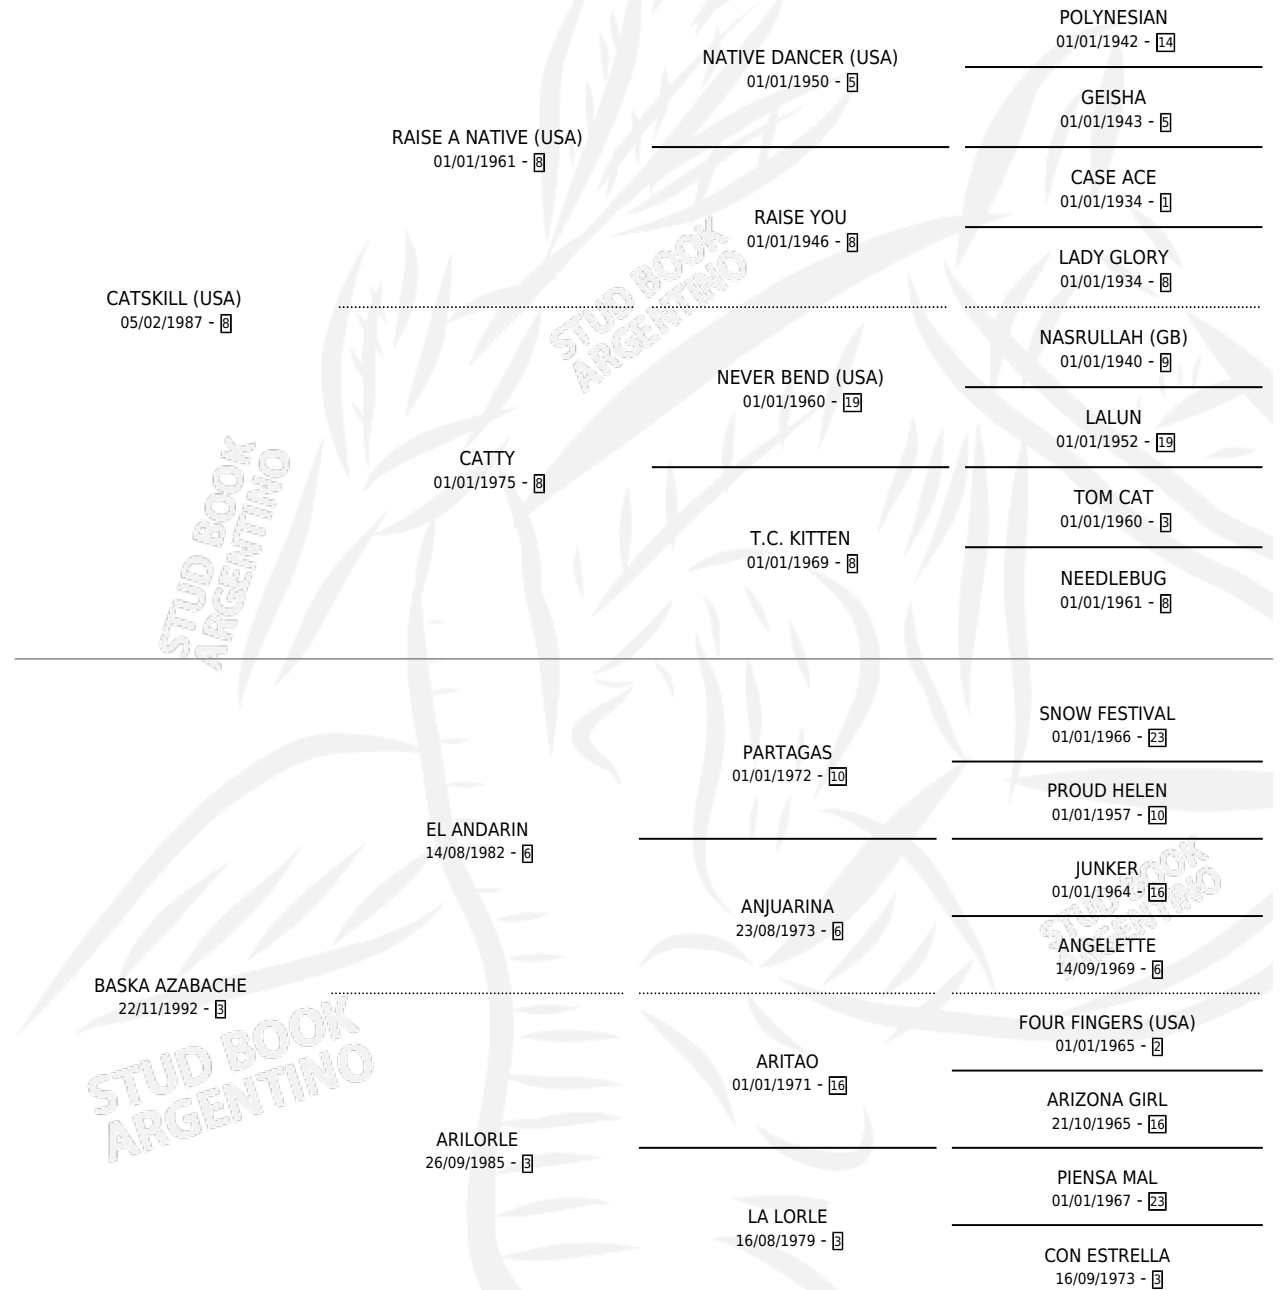 POLYNESIAN
01/01/1942 - 14
NATIVE DANCER (USA)
01/01/1950 - 5
GEISHA
01/01/1943 - 5
RAISE A NATIVE (USA)
01/01/1961 - 8
CASE ACE
01/01/1934 - 1
RAISE YOU
01/01/1946 - 8
LADY GLORY
01/01/1934 - 8
CATSKILL (USA)
05/02/1987 - 8
NASRULLAH (GB)
01/01/1940 - 9
NEVER BEND (USA)
01/01/1960 - 19
LALUN
01/01/1952 - 19
CATTY
01/01/1975 - 8
TOM CAT
01/01/1960 - 3
T.C. KITTEN
01/01/1969 - 8
NEEDLEBUG
01/01/1961 - 8
SNOW FESTIVAL
01/01/1966 - 23
PARTAGAS
01/01/1972 - 10
PROUD HELEN
01/01/1957 - 10
EL ANDARIN
14/08/1982 - 6
JUNKER
01/01/1964 - 16
ANJUARINA
23/08/1973 - 6
ANGELETTE
14/09/1969 - 6
BASKA AZABACHE
22/11/1992 - 3
FOUR FINGERS (USA)
01/01/1965 - 2
ARITAO
01/01/1971 - 16
ARIZONA GIRL
21/10/1965 - 16
ARILORLE
26/09/1985 - 3
PIENSA MAL
01/01/1967 - 23
LA LORLE
16/08/1979 - 3
CON ESTRELLA
16/09/1973 - 3
STUD BOOK
ARGENTINO
STUD BOOK
ARGENTINO
STUD BOOK
ARGENTINO
STUD BOOK
ARGENTINO